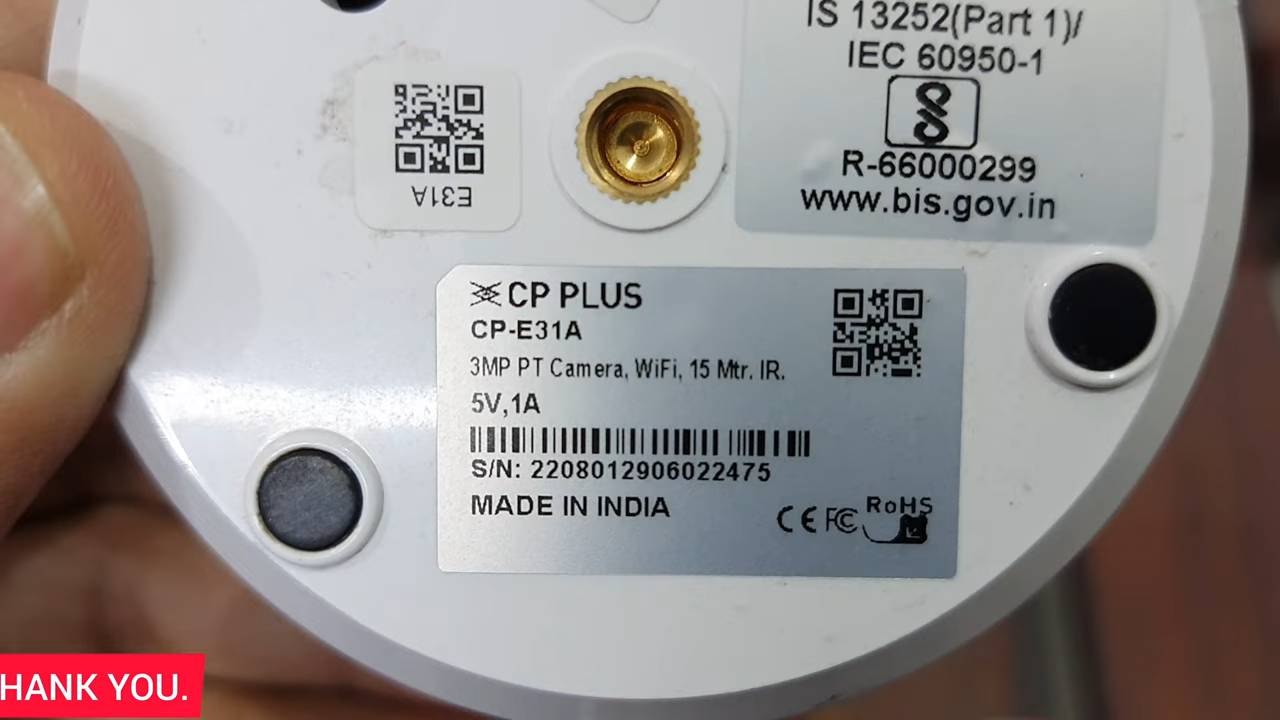 IS 13252(Part 1)/
IEC 60950-1
R-66000299
www.bis.gov.in
E31A
CP PLUS
CP-E31A
3MP PT Camera, WiFi, 15 Mtr. IR.
5V,1A
S/N: 2208012906022475
MADE IN INDIA
CE FC RoHS
HANK YOU.